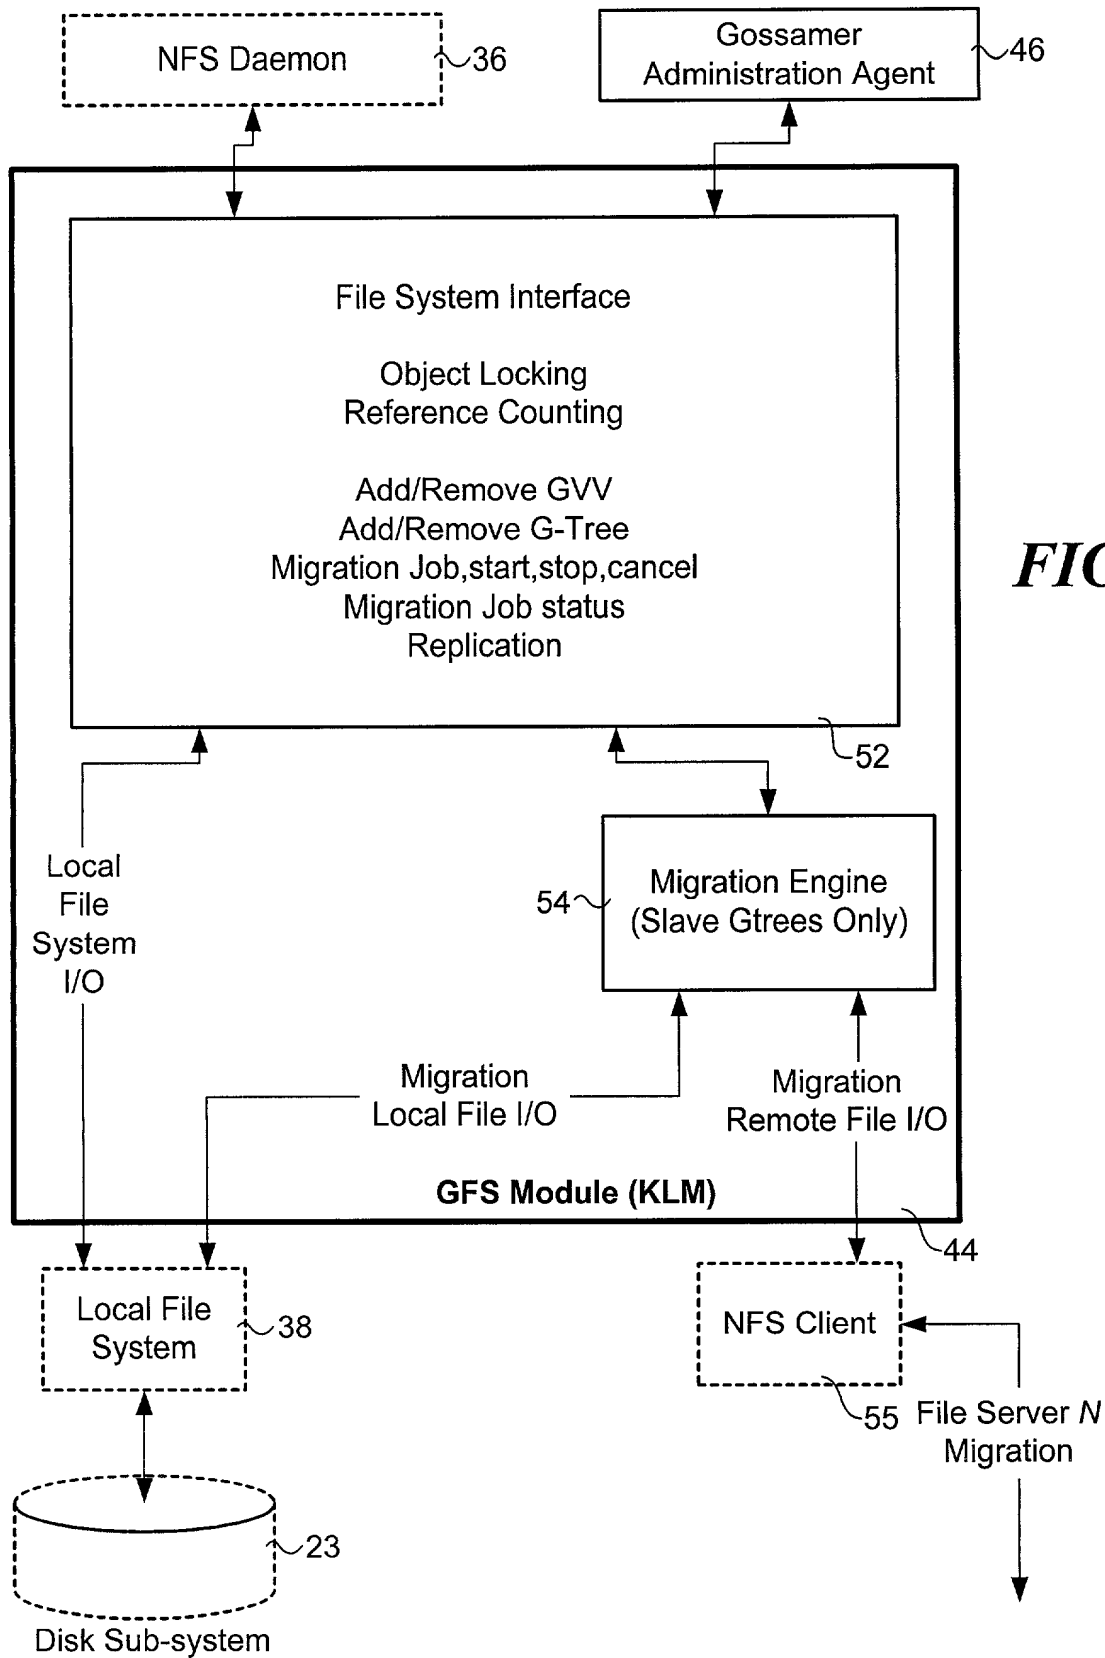 NFS Daemon
36
Gossamer
Administration Agent
46
File System Interface
Object Locking
Reference Counting
Add/Remove GVV
Add/Remove G-Tree
Migration Job,start,stop,cancel
Migration Job status
Replication
52
FIG
Local
File
System
I/O
54
Migration Engine
(Slave Gtrees Only)
Migration
Local File I/O
Migration
Remote File I/O
GFS Module (KLM)
44
Local File
System
38
NFS Client
55
File Server N
Migration
23
Disk Sub-system